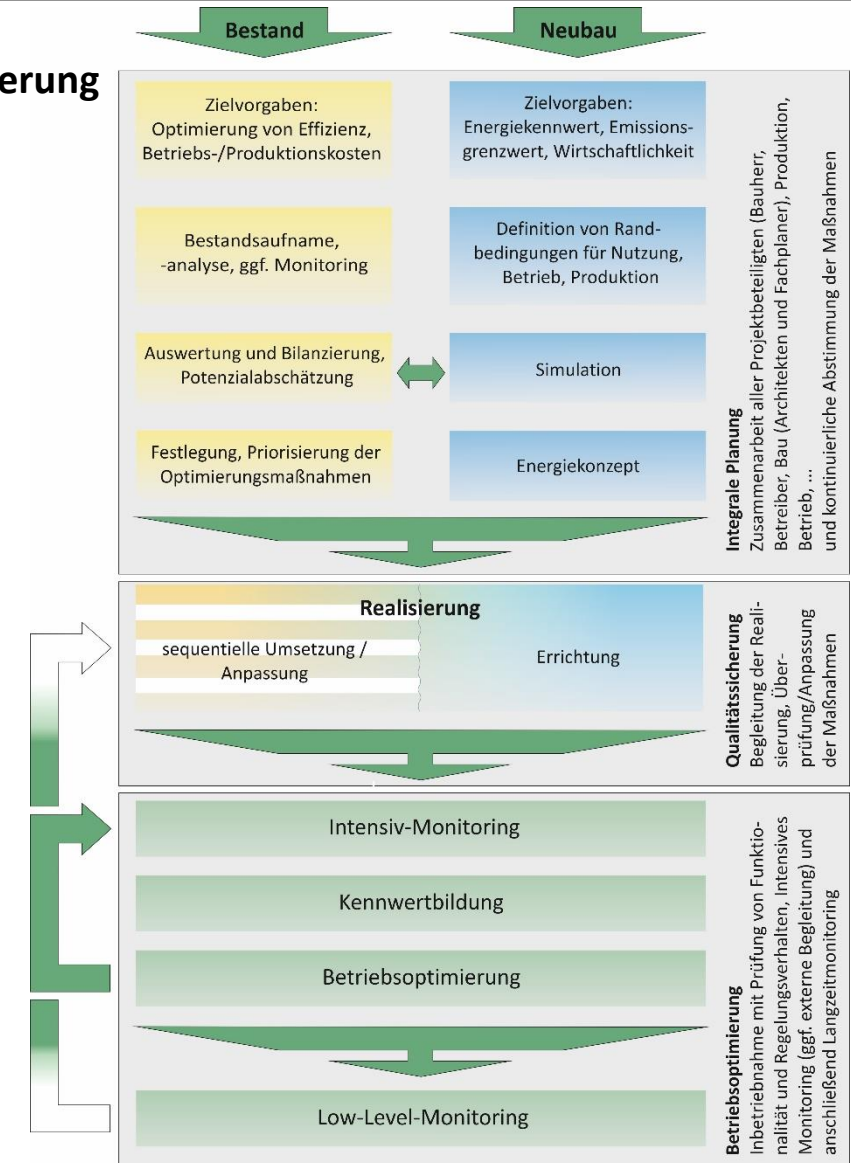 erung
Bestand
Neubau
Zielvorgaben:
Optimierung von Effizienz,
Betriebs-/Produktionskosten
Zielvorgaben:
Energiekennwert, Emissions-
grenzwert, Wirtschaftlichkeit
Bestandsaufname,
-analyse, ggf. Monitoring
Definition von Rand-
bedingungen für Nutzung,
Betrieb, Produktion
Auswertung und Bilanzierung,
Potenzialabschätzung
Simulation
Festlegung, Priorisierung der
Optimierungsmaßnahmen
Energiekonzept
Integrale Planung
Zusammenarbeit aller Projektbeteiligten (Bauherr,
Betreiber, Bau (Architekten und Fachplaner), Produktion,
Betrieb, ...
und kontinuierliche Abstimmung der Maßnahmen
Realisierung
sequentielle Umsetzung /
Anpassung
Errichtung
Qualitätssicherung
Begleitung der Reali-
sierung, Über-
prüfung/Anpassung
der Maßnahmen
Intensiv-Monitoring
Kennwertbildung
Betriebsoptimierung
Low-Level-Monitoring
Betriebsoptimierung
Inbetriebnahme mit Prüfung von Funktio-
nalität und Regelungsverhalten, Intensives
Monitoring (ggf. externe Begleitung) und
anschließend Langzeitmonitoring